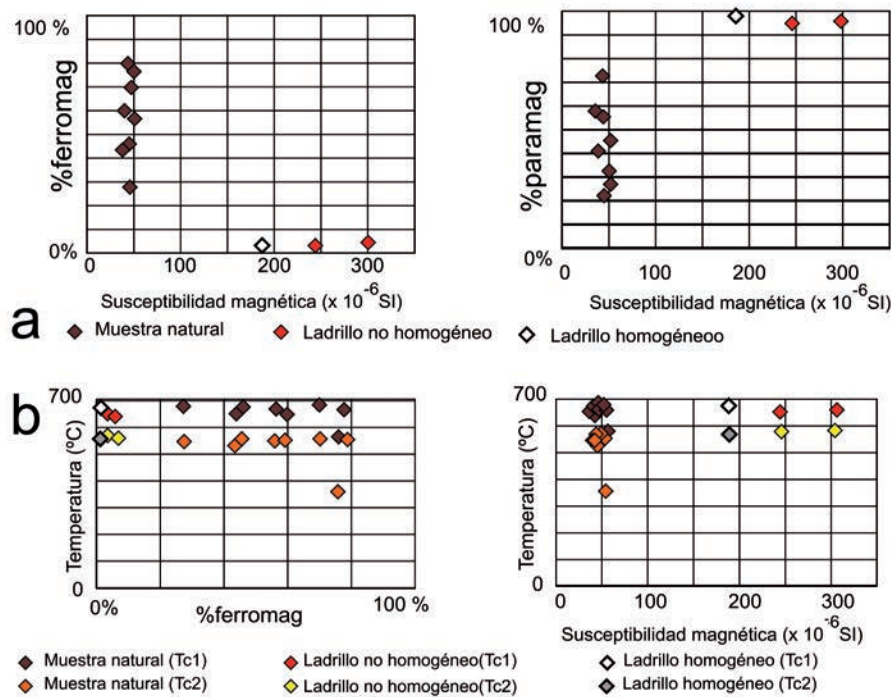 100 %
%ferromag
0%
0 100 200 300
Susceptibilidad magnética (x 10⁻⁶SI)
100 %
%paramag
0%
0 100 200 300
Susceptibilidad magnética (x 10⁻⁶SI)
a
Muestra natural
Ladrillo no homogéneo
Ladrillo homogéneoo
b
700
Temperatura (ºC)
0
0% 100 %
%ferromag
700
Temperatura (ºC)
0
0 100 200 300
Susceptibilidad magnética (x 10⁻⁶SI)
Muestra natural (Tc1)
Ladrillo no homogéneo(Tc1)
Ladrillo homogéneo (Tc1)
Muestra natural (Tc2)
Ladrillo no homogéneo(Tc2)
Ladrillo homogéneo (Tc2)